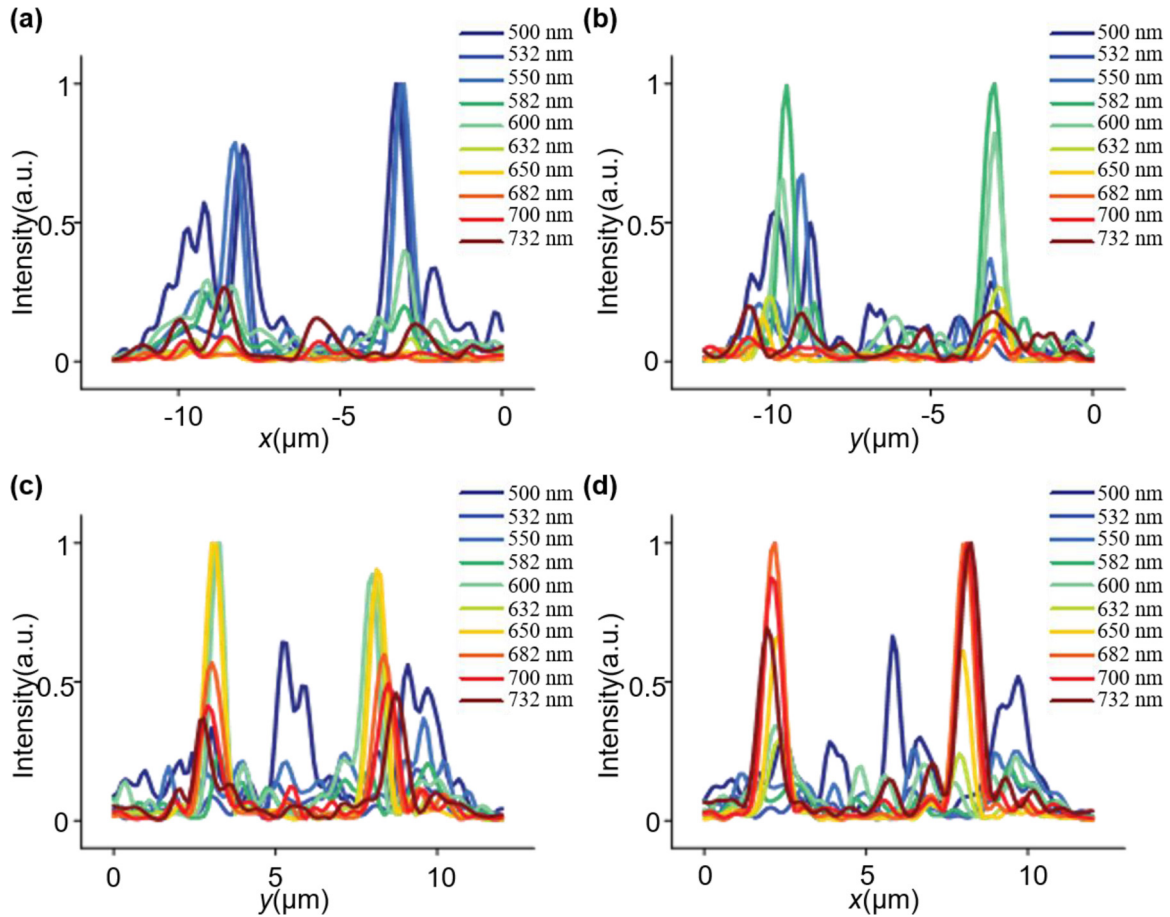 (a)
500 nm
532 nm
550 nm
582 nm
600 nm
632 nm
650 nm
682 nm
700 nm
732 nm
1
0.5
0
Intensity(a.u.)
-10
-5
0
x(μm)
(b)
500 nm
532 nm
550 nm
582 nm
600 nm
632 nm
650 nm
682 nm
700 nm
732 nm
1
0.5
0
Intensity(a.u.)
-10
-5
0
y(μm)
(c)
500 nm
532 nm
550 nm
582 nm
600 nm
632 nm
650 nm
682 nm
700 nm
732 nm
1
0.5
0
Intensity(a.u.)
0
5
10
y(μm)
(d)
500 nm
532 nm
550 nm
582 nm
600 nm
632 nm
650 nm
682 nm
700 nm
732 nm
1
0.5
0
Intensity(a.u.)
0
5
10
x(μm)